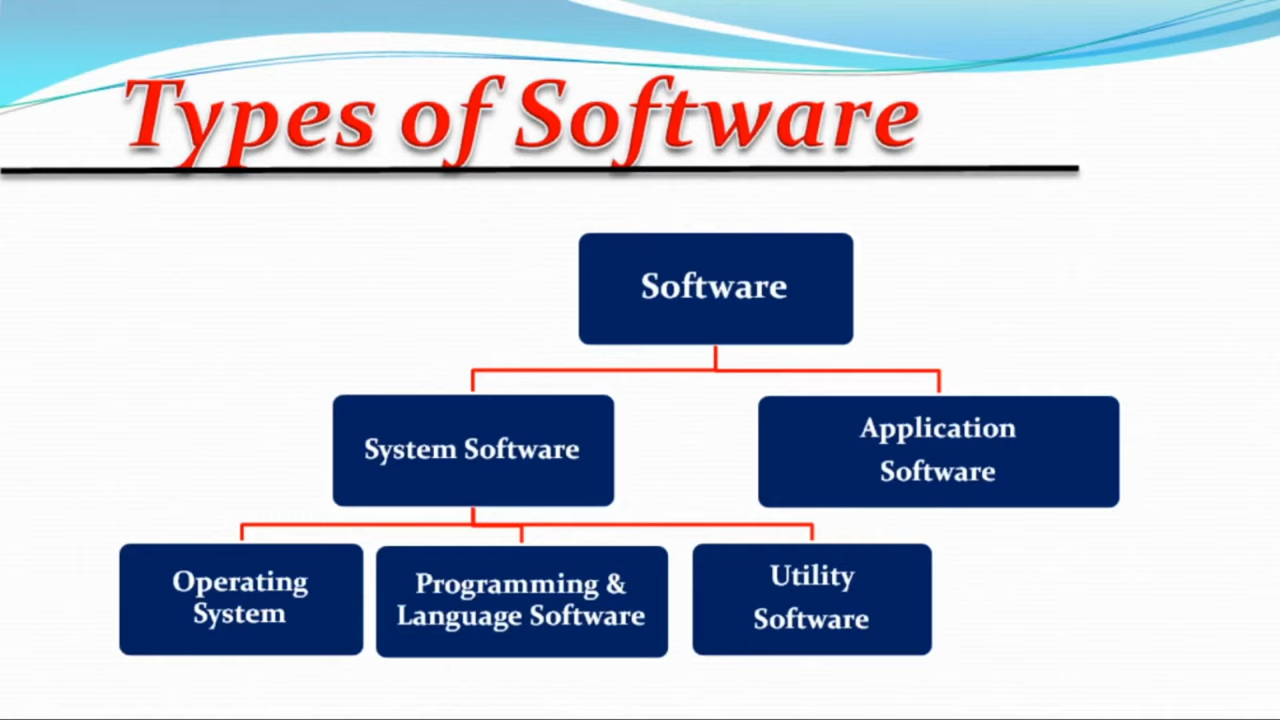 Types of Software
Software
System Software
Application
Software
Operating
System
Programming &
Language Software
Utility
Software